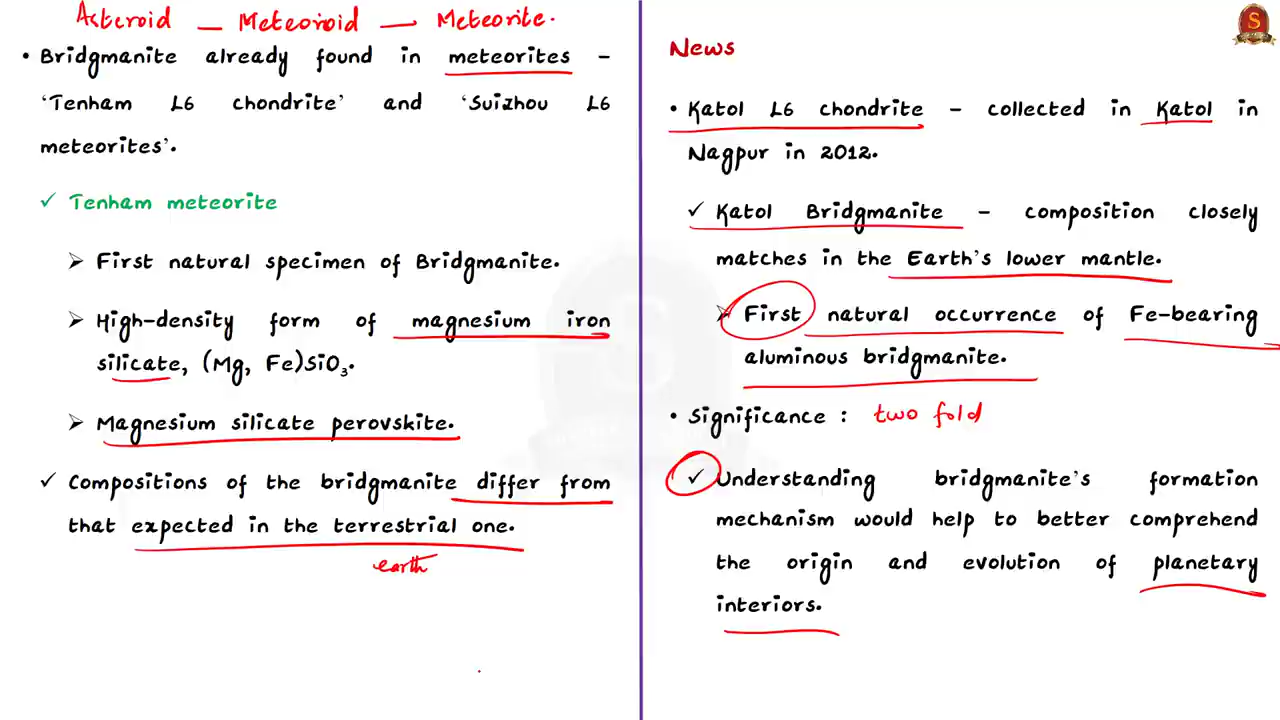 Asteroid — Meteoroid — Meteorite.
• Bridgmanite already found in meteorites –
‘Tenham L6 chondrite’ and ‘Suizhou L6
meteorites’.
✓ Tenham meteorite
➢ First natural specimen of Bridgmanite.
➢ High-density form of magnesium iron
silicate, (Mg, Fe)SiO₃.
➢ Magnesium silicate perovskite.
✓ Compositions of the bridgmanite differ from
that expected in the terrestrial one.
earth
News
• Katol L6 chondrite – collected in Katol in
Nagpur in 2012.
✓ Katol Bridgmanite – composition closely
matches in the Earth's lower mantle.
➢ First natural occurrence of Fe-bearing
aluminous bridgmanite.
• Significance : two fold
✓ Understanding bridgmanite's formation
mechanism would help to better comprehend
the origin and evolution of planetary
interiors.